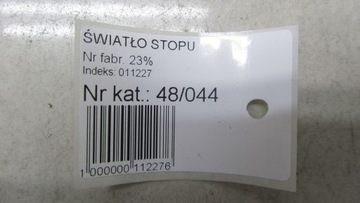 ŚWIATŁO STOPU
Nr fabr. 23%
Indeks: 011227
Nr kat.: 48/044
1 000000 112276